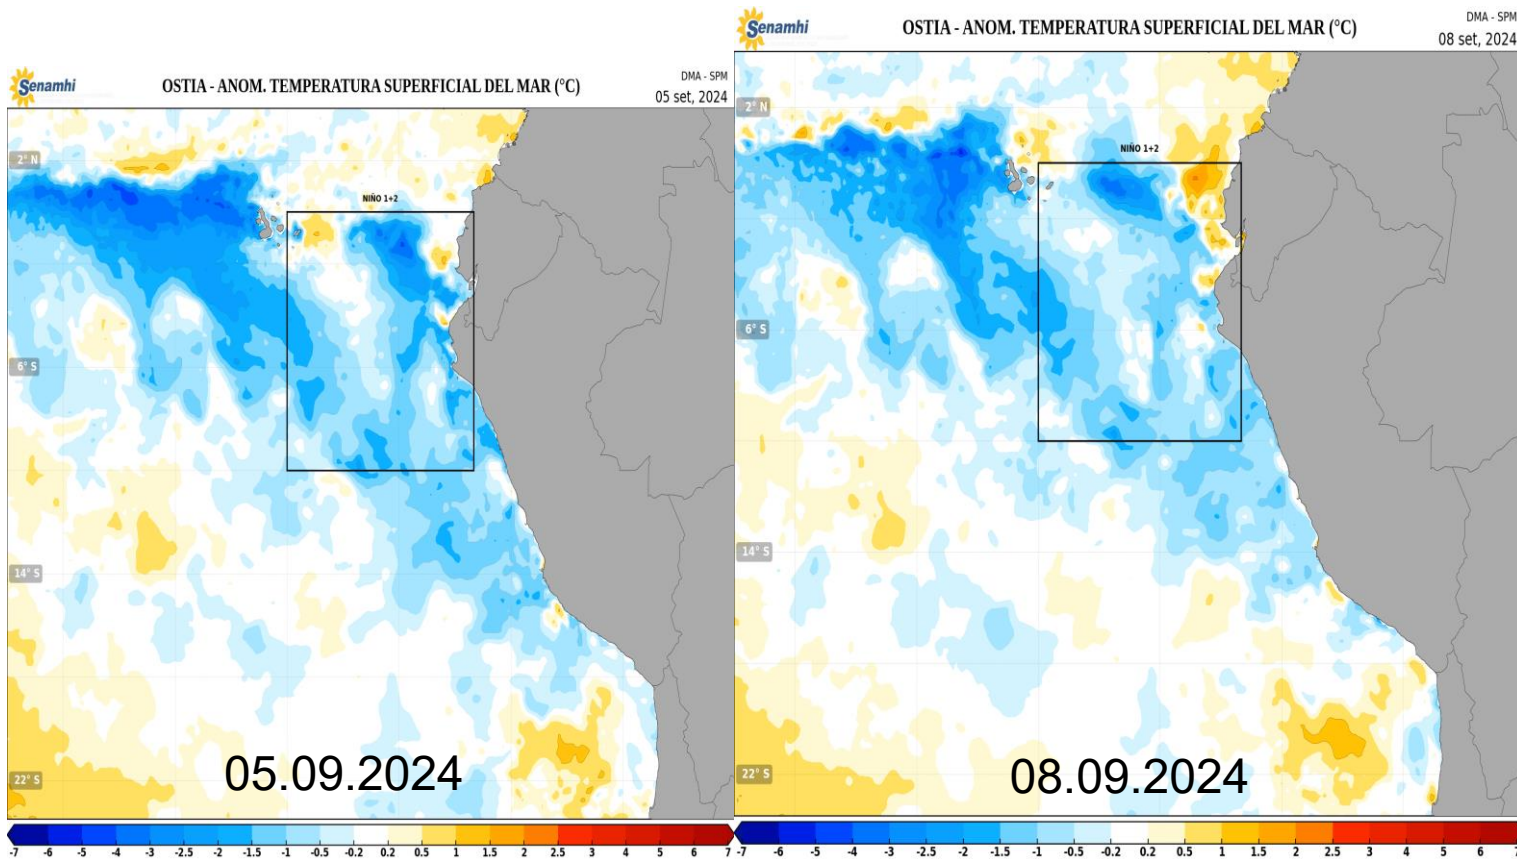 Senamhi
OSTIA - ANOM. TEMPERATURA SUPERFICIAL DEL MAR (°C)
DMA - SPM
05 set, 2024
2° N
NIÑO 1+2
6° S
14° S
22° S
05.09.2024
-7 -6 -5 -4 -3 -2.5 -2 -1.5 -1 -0.5 -0.2 0.2 0.5 1 1.5 2 2.5 3 4 5 6 7
Senamhi
OSTIA - ANOM. TEMPERATURA SUPERFICIAL DEL MAR (°C)
DMA - SPM
08 set, 2024
2° N
NIÑO 1+2
6° S
14° S
22° S
08.09.2024
-7 -6 -5 -4 -3 -2.5 -2 -1.5 -1 -0.5 -0.2 0.2 0.5 1 1.5 2 2.5 3 4 5 6 7